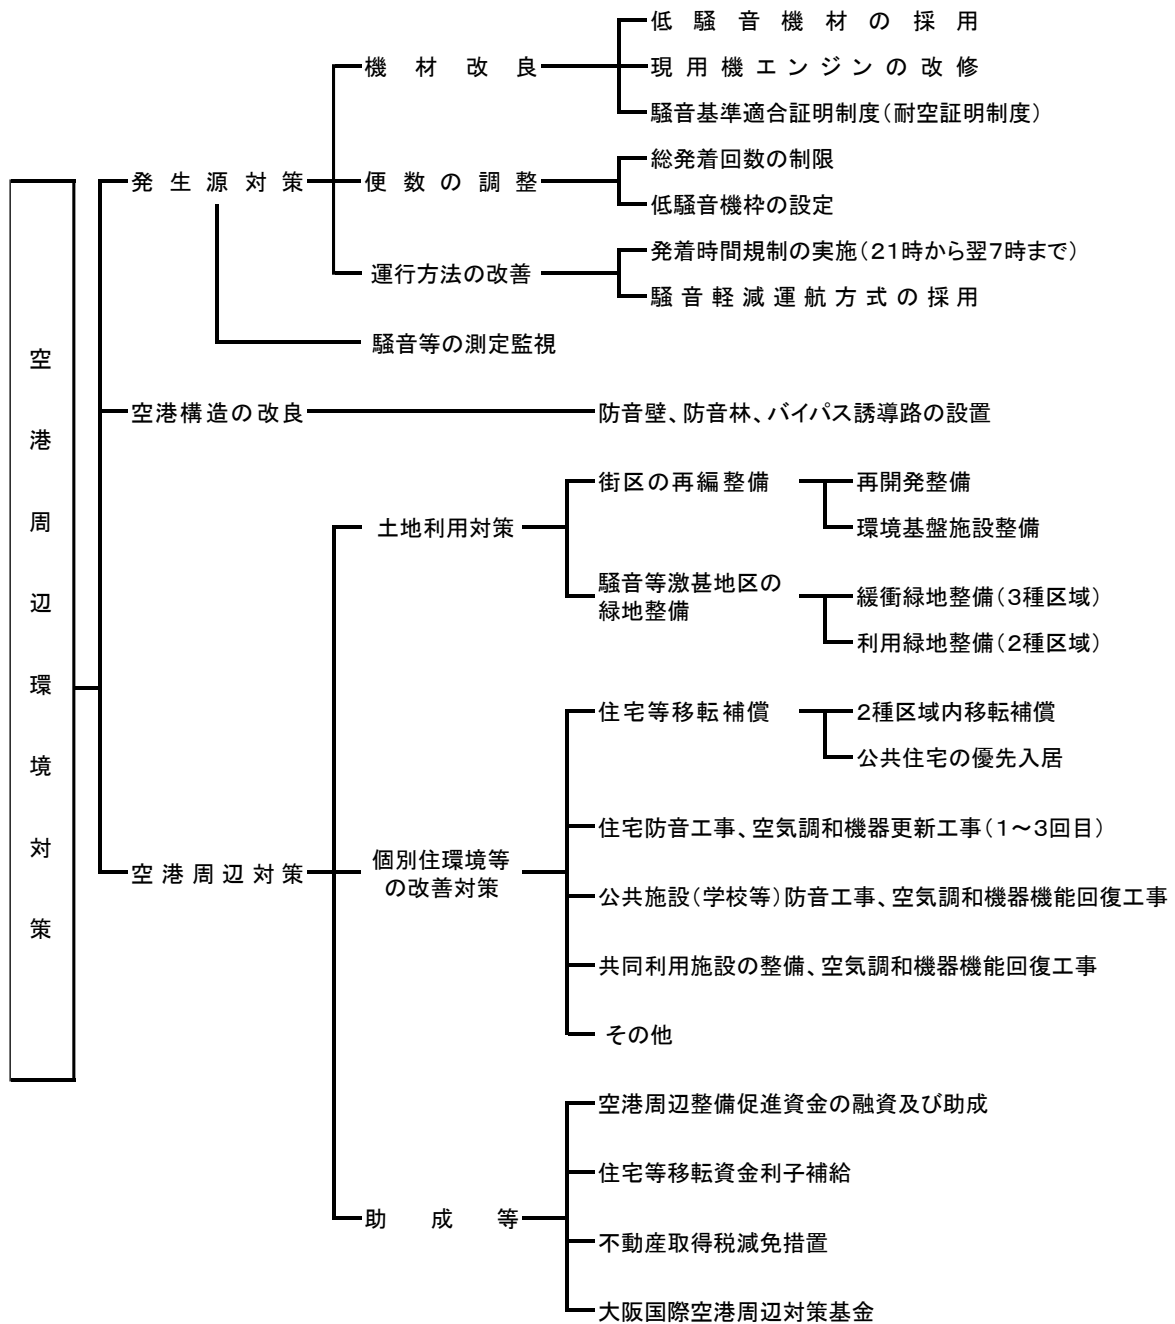 空港周辺環境対策
発生源対策
機材改良
低騒音機材の採用
現用機エンジンの改修
騒音基準適合証明制度(耐空証明制度)
便数の調整
総発着回数の制限
低騒音機枠の設定
運行方法の改善
発着時間規制の実施(21時から翌7時まで)
騒音軽減運航方式の採用
騒音等の測定監視
空港構造の改良
防音壁、防音林、バイパス誘導路の設置
空港周辺対策
土地利用対策
街区の再編整備
再開発整備
環境基盤施設整備
騒音等激甚地区の
緑地整備
緩衝緑地整備(3種区域)
利用緑地整備(2種区域)
個別住環境等
の改善対策
住宅等移転補償
2種区域内移転補償
公共住宅の優先入居
住宅防音工事、空気調和機器更新工事(1～3回目)
公共施設(学校等)防音工事、空気調和機器機能回復工事
共同利用施設の整備、空気調和機器機能回復工事
その他
助成等
空港周辺整備促進資金の融資及び助成
住宅等移転資金利子補給
不動産取得税減免措置
大阪国際空港周辺対策基金